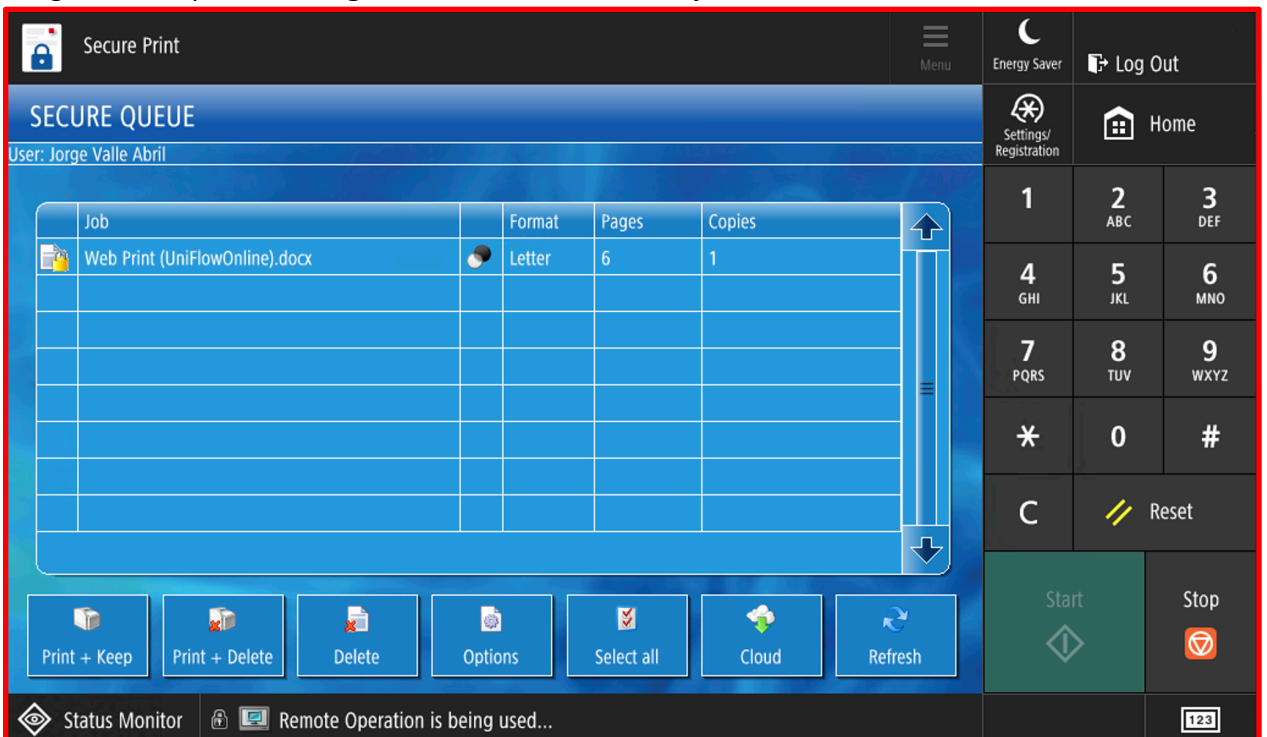 Secure Print
Menu
Energy Saver
Log Out
SECURE QUEUE
Settings/
Registration
Home
User: Jorge Valle Abril
Job Format Pages Copies
Web Print (UniFlowOnline).docx Letter 6 1
1
2 ABC
3 DEF
4 GHI
5 JKL
6 MNO
7 PQRS
8 TUV
9 WXYZ
* 0 #
C Reset
Start
Stop
Print + Keep
Print + Delete
Delete
Options
Select all
Cloud
Refresh
Status Monitor
Remote Operation is being used...
123